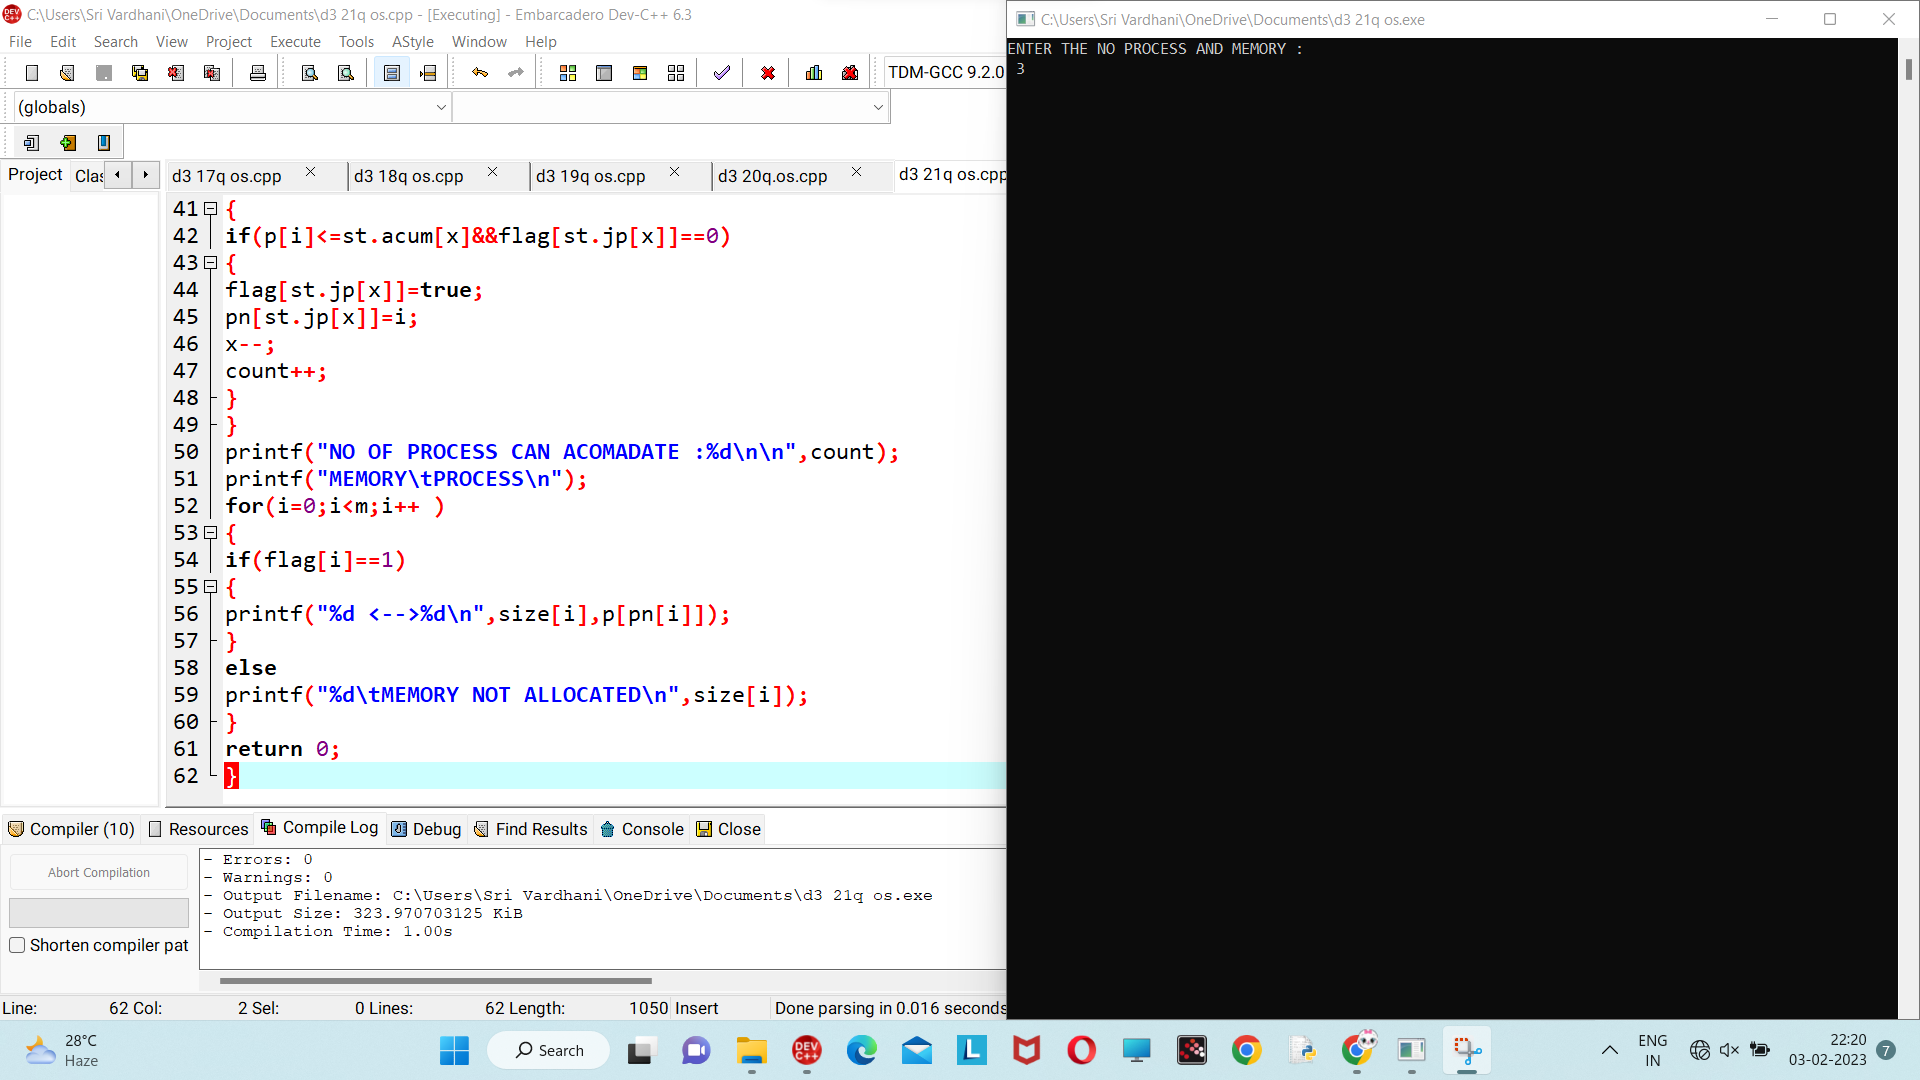 C:\Users\Sri Vardhani\OneDrive\Documents\d3 21q os.cpp - [Executing] - Embarcadero Dev-C++ 6.3
File Edit Search View Project Execute Tools AStyle Window Help
TDM-GCC 9.2.0
(globals)
Project Clas
d3 17q os.cpp d3 18q os.cpp d3 19q os.cpp d3 20q.os.cpp d3 21q os.cpp
41 {
42 if(p[i]<=st.acum[x]&&flag[st.jp[x]]==0)
43 {
44 flag[st.jp[x]]=true;
45 pn[st.jp[x]]=i;
46 x--;
47 count++;
48 }
49 }
50 printf("NO OF PROCESS CAN ACOMADATE :%d\n\n",count);
51 printf("MEMORY\tPROCESS\n");
52 for(i=0;i<m;i++ )
53 {
54 if(flag[i]==1)
55 {
56 printf("%d <-->%d\n",size[i],p[pn[i]]);
57 }
58 else
59 printf("%d\tMEMORY NOT ALLOCATED\n",size[i]);
60 }
61 return 0;
62 }
Compiler (10) Resources Compile Log Debug Find Results Console Close
Abort Compilation
Shorten compiler pat
- Errors: 0
- Warnings: 0
- Output Filename: C:\Users\Sri Vardhani\OneDrive\Documents\d3 21q os.exe
- Output Size: 323.970703125 KiB
- Compilation Time: 1.00s
Line: 62 Col: 2 Sel: 0 Lines: 62 Length: 1050 Insert Done parsing in 0.016 seconds
C:\Users\Sri Vardhani\OneDrive\Documents\d3 21q os.exe
ENTER THE NO PROCESS AND MEMORY :
3
28°C
Haze
Search
DEV
C++
L
ENG
IN
22:20
03-02-2023
7